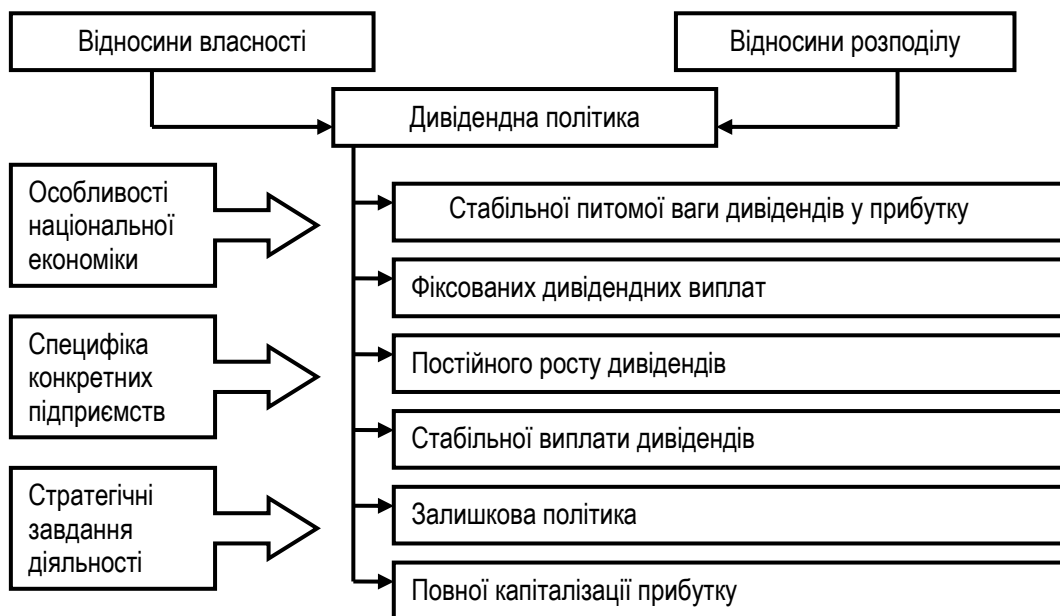 Відносини власності
Відносини розподілу
Дивідендна політика
Особливості
національної
економіки
Специфіка
конкретних
підприємств
Стратегічні
завдання
діяльності
Стабільної питомої ваги дивідендів у прибутку
Фіксованих дивідендних виплат
Постійного росту дивідендів
Стабільної виплати дивідендів
Залишкова політика
Повної капіталізації прибутку